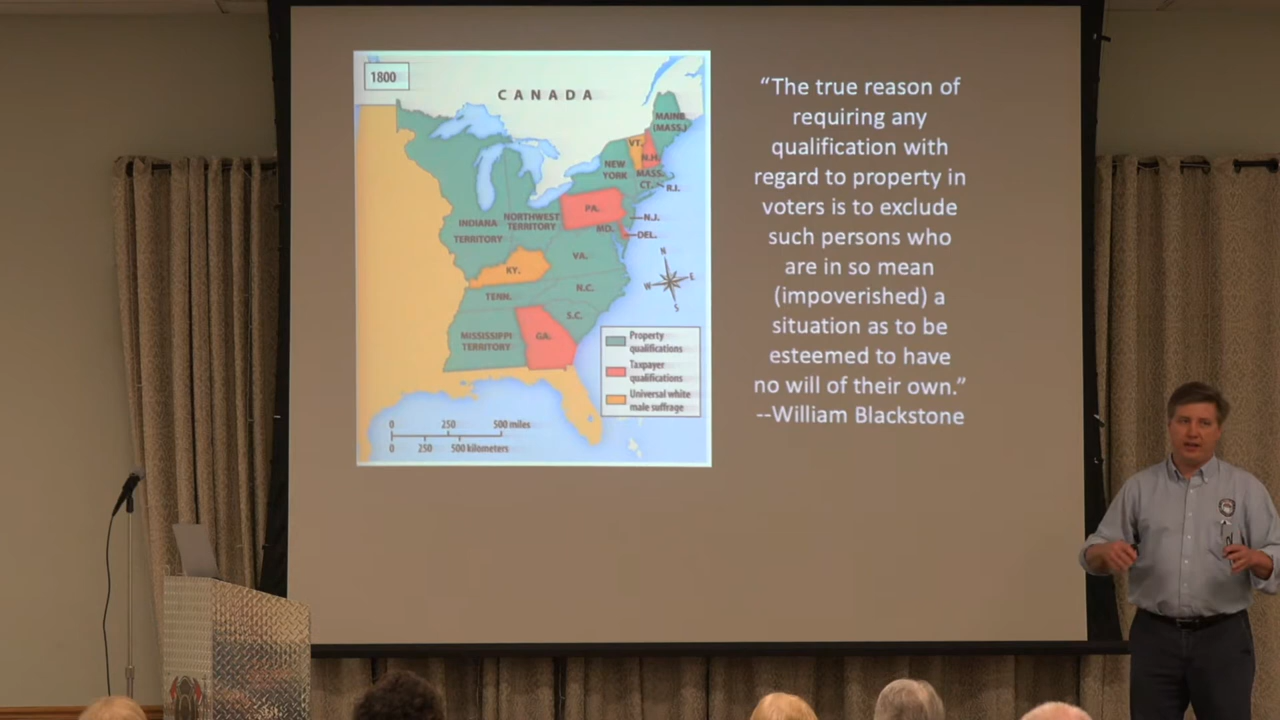 1800
CANADA
MAINE
(MASS.)
VT.
N.H.
NEW
YORK
MASS.
CT.
R.I.
PA.
N.J.
MD.
DEL.
INDIANA
TERRITORY
NORTHWEST
TERRITORY
VA.
KY.
N.C.
TENN.
S.C.
MISSISSIPPI
TERRITORY
GA.
N
W
E
S
Property
qualifications
Taxpayer
qualifications
Universal white
male suffrage
0 250 500 miles
0 250 500 kilometers
“The true reason of
requiring any
qualification with
regard to property in
voters is to exclude
such persons who
are in so mean
(impoverished) a
situation as to be
esteemed to have
no will of their own.”
--William Blackstone